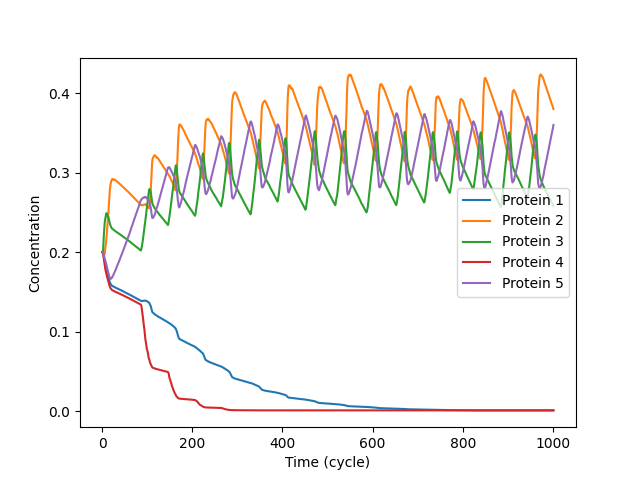 0.4
0.3
0.2
0.1
0.0
Concentration
0
200
400
600
800
1000
Time (cycle)
Protein 1
Protein 2
Protein 3
Protein 4
Protein 5